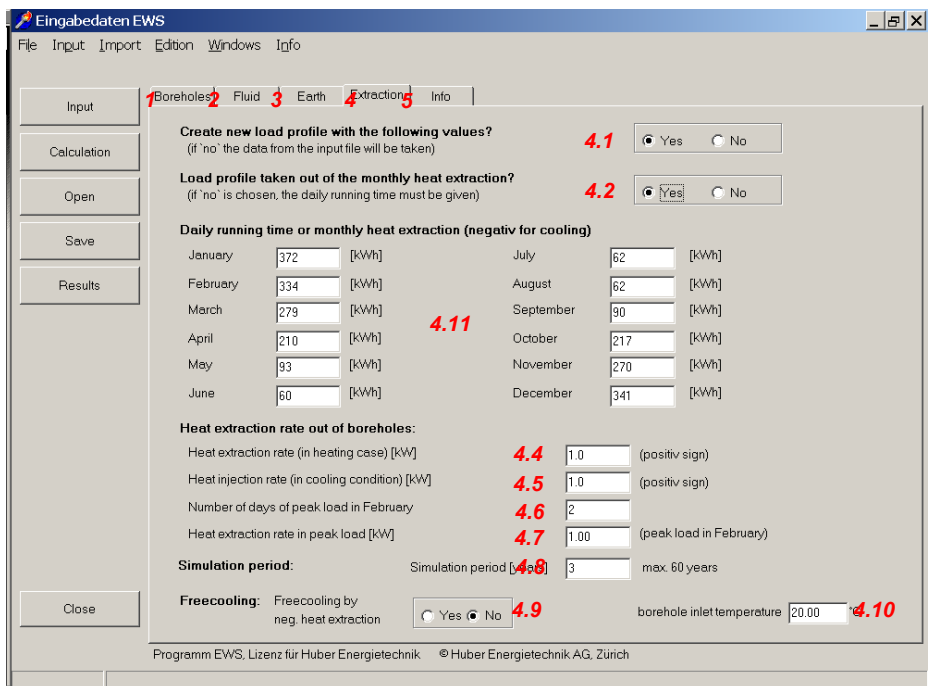 Eingabedaten EWS
File Input Import Edition Windows Info
Input
Calculation
Open
Save
Results
Close
1 Boreholes 2 Fluid 3 Earth 4 Extraction 5 Info
Create new load profile with the following values? 4.1 Yes No
(if `no` the data from the input file will be taken)
Load profile taken out of the monthly heat extraction? 4.2 Yes No
(if `no` is chosen, the daily running time must be given)
Daily running time or monthly heat extraction (negativ for cooling)
January 372 [kWh] July 62 [kWh]
February 334 [kWh] August 62 [kWh]
March 279 [kWh] September 90 [kWh]
4.11
April 210 [kWh] October 217 [kWh]
May 93 [kWh] November 270 [kWh]
June 60 [kWh] December 341 [kWh]
Heat extraction rate out of boreholes:
Heat extraction rate (in heating case) [kW] 4.4 1.0 (positiv sign)
Heat injection rate (in cooling condition) [kW] 4.5 1.0 (positiv sign)
Number of days of peak load in February 4.6 2
Heat extraction rate in peak load [kW] 4.7 1.00 (peak load in February)
Simulation period: Simulation period [years] 4.8 3 max. 60 years
Freecooling: Freecooling by Yes No 4.9 borehole inlet temperature 20.00 °C 4.10
neg. heat extraction
Programm EWS, Lizenz für Huber Energietechnik © Huber Energietechnik AG, Zürich